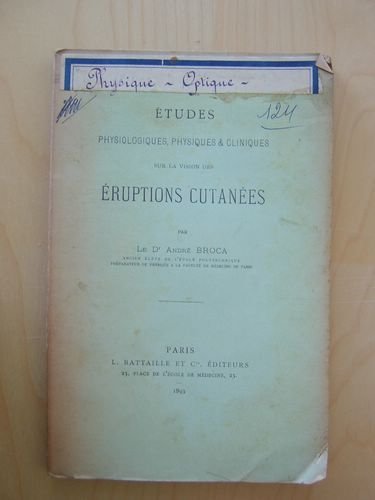 Physique - Optique -
124
ÉTUDES
PHYSIOLOGIQUES, PHYSIQUES & CLINIQUES
SUR LA VISION DES
ÉRUPTIONS CUTANÉES
PAR
LE Dr ANDRÉ BROCA
ANCIEN ÉLÈVE DE L'ÉCOLE POLYTECHNIQUE
PRÉPARATEUR DE PHYSIQUE A LA FACULTÉ DE MÉDECINE DE PARIS
PARIS
L. BATTAILLE ET Cie, ÉDITEURS
23, PLACE DE L'ÉCOLE DE MÉDECINE, 23
1893